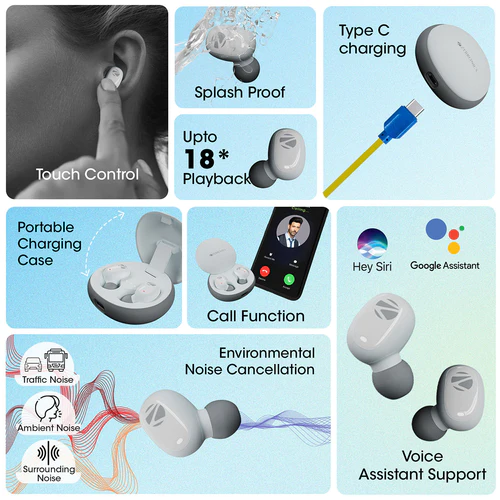 Touch Control
Splash Proof
Upto
18*
Playback
Type C
charging
Portable
Charging
Case
Call Function
Hey Siri
Google Assistant
Environmental
Noise Cancellation
Traffic Noise
Ambient Noise
Surrounding
Noise
Voice
Assistant Support